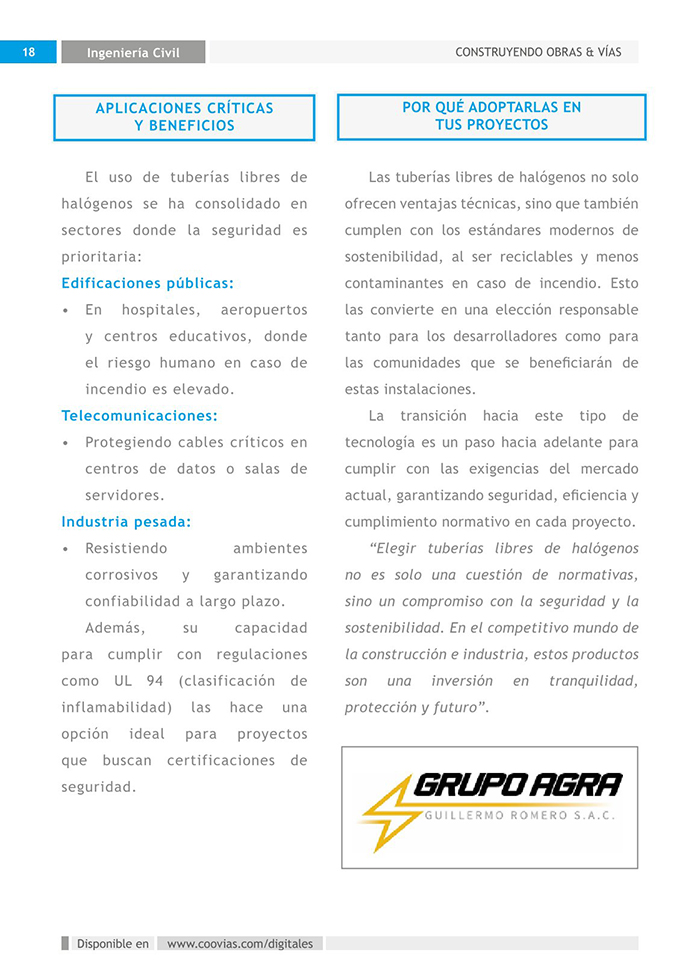 18
Ingeniería Civil
CONSTRUYENDO OBRAS & VÍAS
APLICACIONES CRÍTICAS
Y BENEFICIOS
El uso de tuberías libres de
halógenos se ha consolidado en
sectores donde la seguridad es
prioritaria:
Edificaciones públicas:
• En hospitales, aeropuertos
y centros educativos, donde
el riesgo humano en caso de
incendio es elevado.
Telecomunicaciones:
• Protegiendo cables críticos en
centros de datos o salas de
servidores.
Industria pesada:
• Resistiendo ambientes
corrosivos y garantizando
confiabilidad a largo plazo.
Además, su capacidad
para cumplir con regulaciones
como UL 94 (clasificación de
inflamabilidad) las hace una
opción ideal para proyectos
que buscan certificaciones de
seguridad.
POR QUÉ ADOPTARLAS EN
TUS PROYECTOS
Las tuberías libres de halógenos no solo
ofrecen ventajas técnicas, sino que también
cumplen con los estándares modernos de
sostenibilidad, al ser reciclables y menos
contaminantes en caso de incendio. Esto
las convierte en una elección responsable
tanto para los desarrolladores como para
las comunidades que se beneficiarán de
estas instalaciones.
La transición hacia este tipo de
tecnología es un paso hacia adelante para
cumplir con las exigencias del mercado
actual, garantizando seguridad, eficiencia y
cumplimiento normativo en cada proyecto.
“Elegir tuberías libres de halógenos
no es solo una cuestión de normativas,
sino un compromiso con la seguridad y la
sostenibilidad. En el competitivo mundo de
la construcción e industria, estos productos
son una inversión en tranquilidad,
protección y futuro”.
GRUPO AGRA
GUILLERMO ROMERO S.A.C.
Disponible en www.coovias.com/digitales